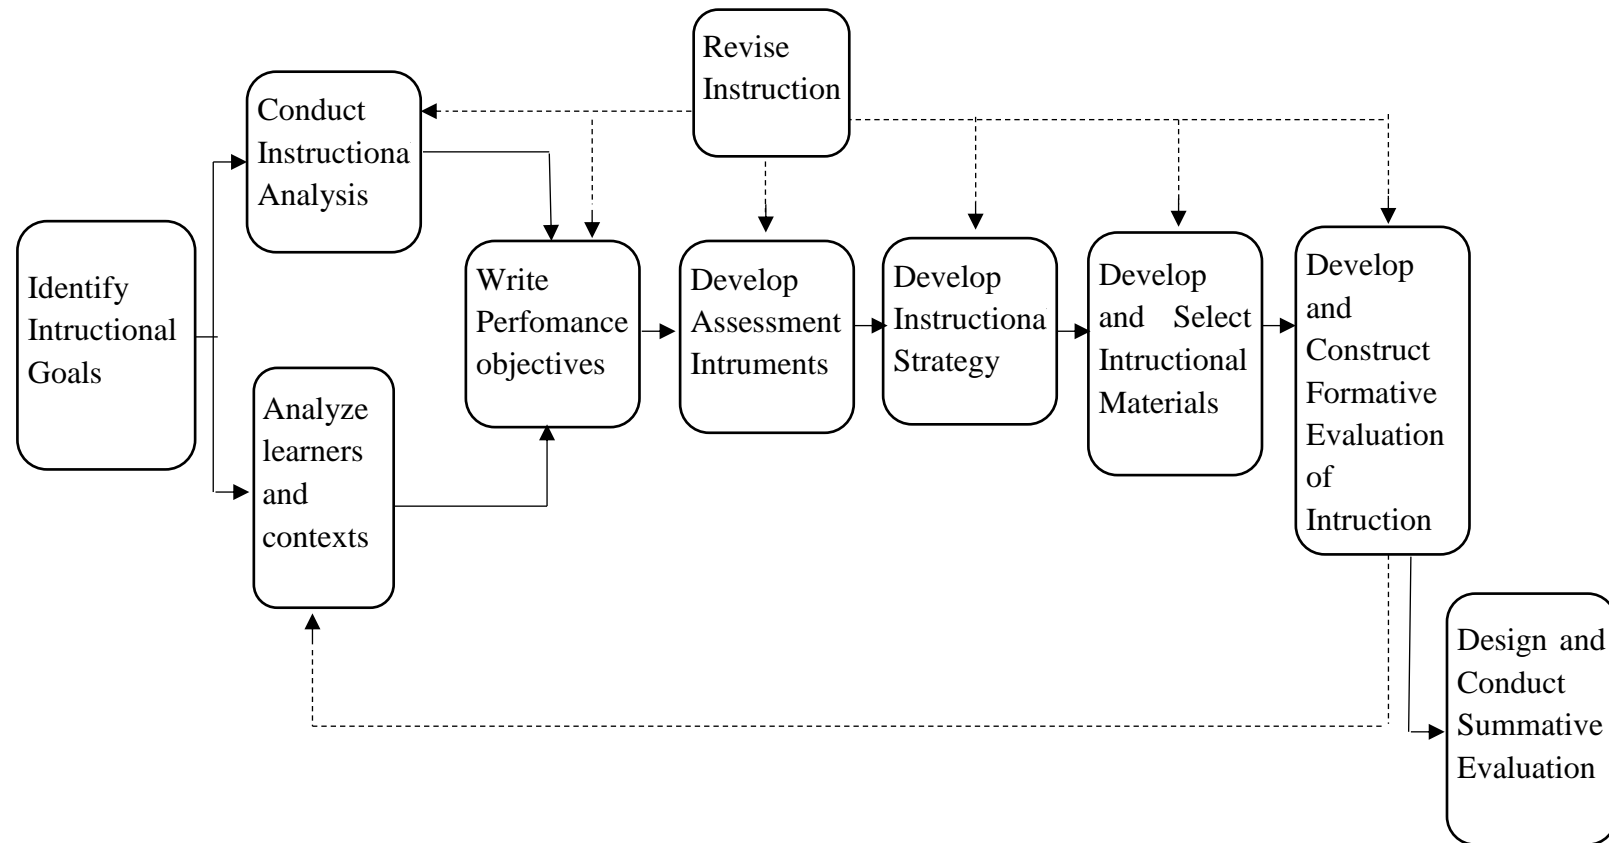 Revise
Instruction
Conduct
Instructiona
Analysis
Identify
Intructional
Goals
Analyze
learners
and
contexts
Write
Perfomance
objectives
Develop
Assessment
Intruments
Develop
Instructiona
Strategy
Develop
and Select
Intructional
Materials
Develop
and
Construct
Formative
Evaluation
of
Intruction
Design and
Conduct
Summative
Evaluation